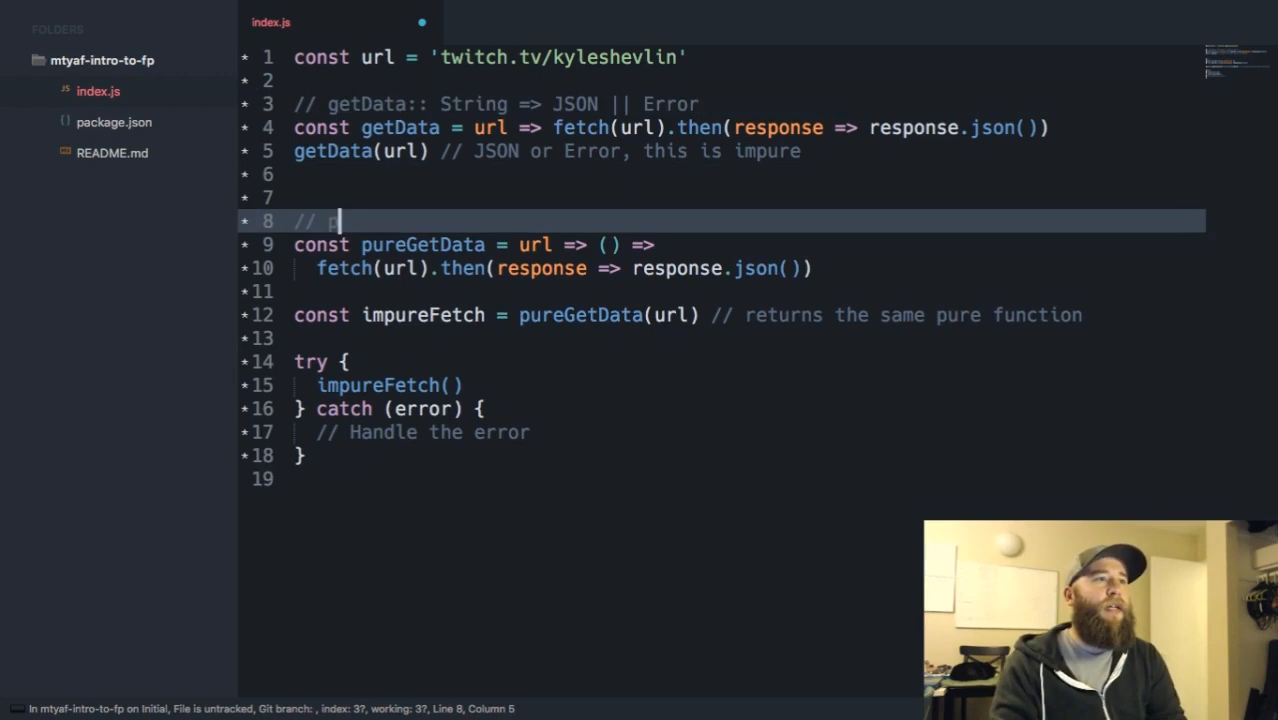 FOLDERS
mtyaf-intro-to-fp
index.js
package.json
README.md
index.js
1 const url = 'twitch.tv/kyleshevlin'
2
3 // getData:: String => JSON || Error
4 const getData = url => fetch(url).then(response => response.json())
5 getData(url) // JSON or Error, this is impure
6
7
8 // p
9 const pureGetData = url => () =>
10 fetch(url).then(response => response.json())
11
12 const impureFetch = pureGetData(url) // returns the same pure function
13
14 try {
15 impureFetch()
16 } catch (error) {
17 // Handle the error
18 }
19
In mtyaf-intro-to-fp on Initial, File is untracked, Git branch: , index: 3?, working: 3?, Line 8, Column 5